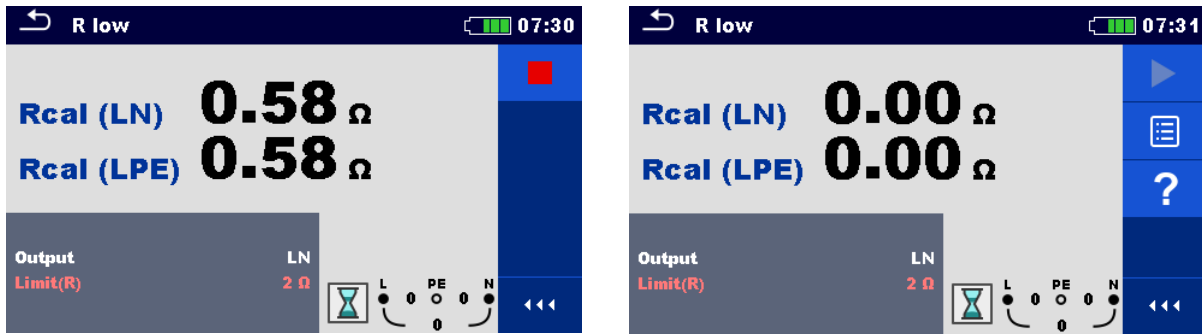 R low 07:30
Rcal (LN) 0.58 Ω
Rcal (LPE) 0.58 Ω
Output LN
Limit(R) 2 Ω
L PE N
0 0
0
R low 07:31
Rcal (LN) 0.00 Ω
Rcal (LPE) 0.00 Ω
?
Output LN
Limit(R) 2 Ω
L PE N
0 0
0